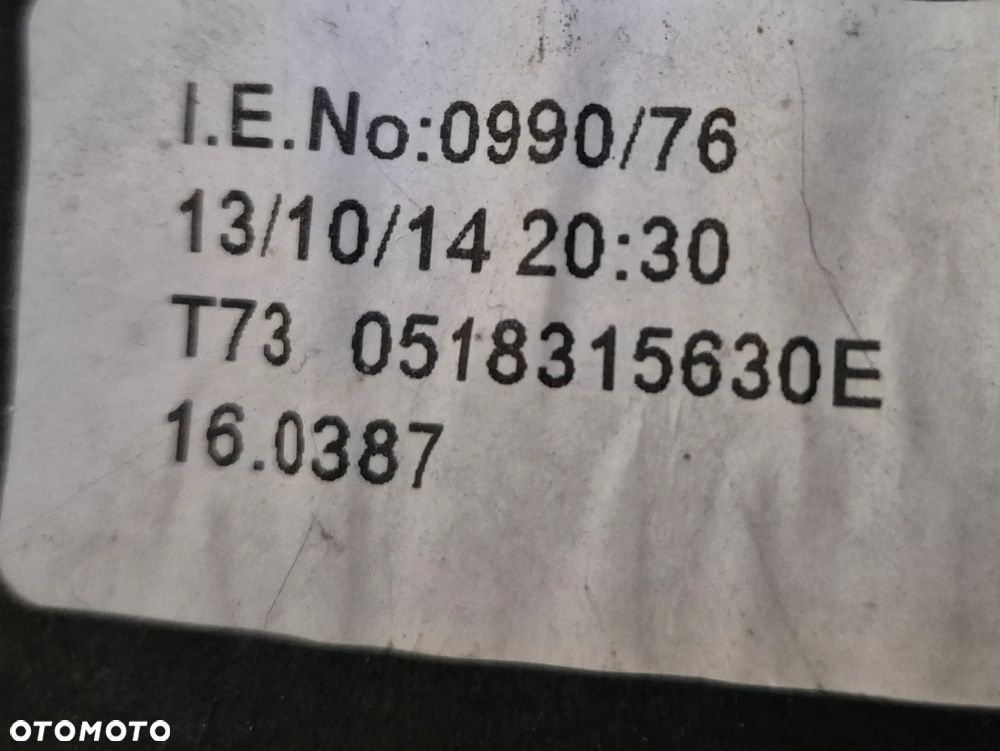 I.E.No:0990/76
13/10/14 20:30
T73 0518315630E
16.0387
OTOMOTO